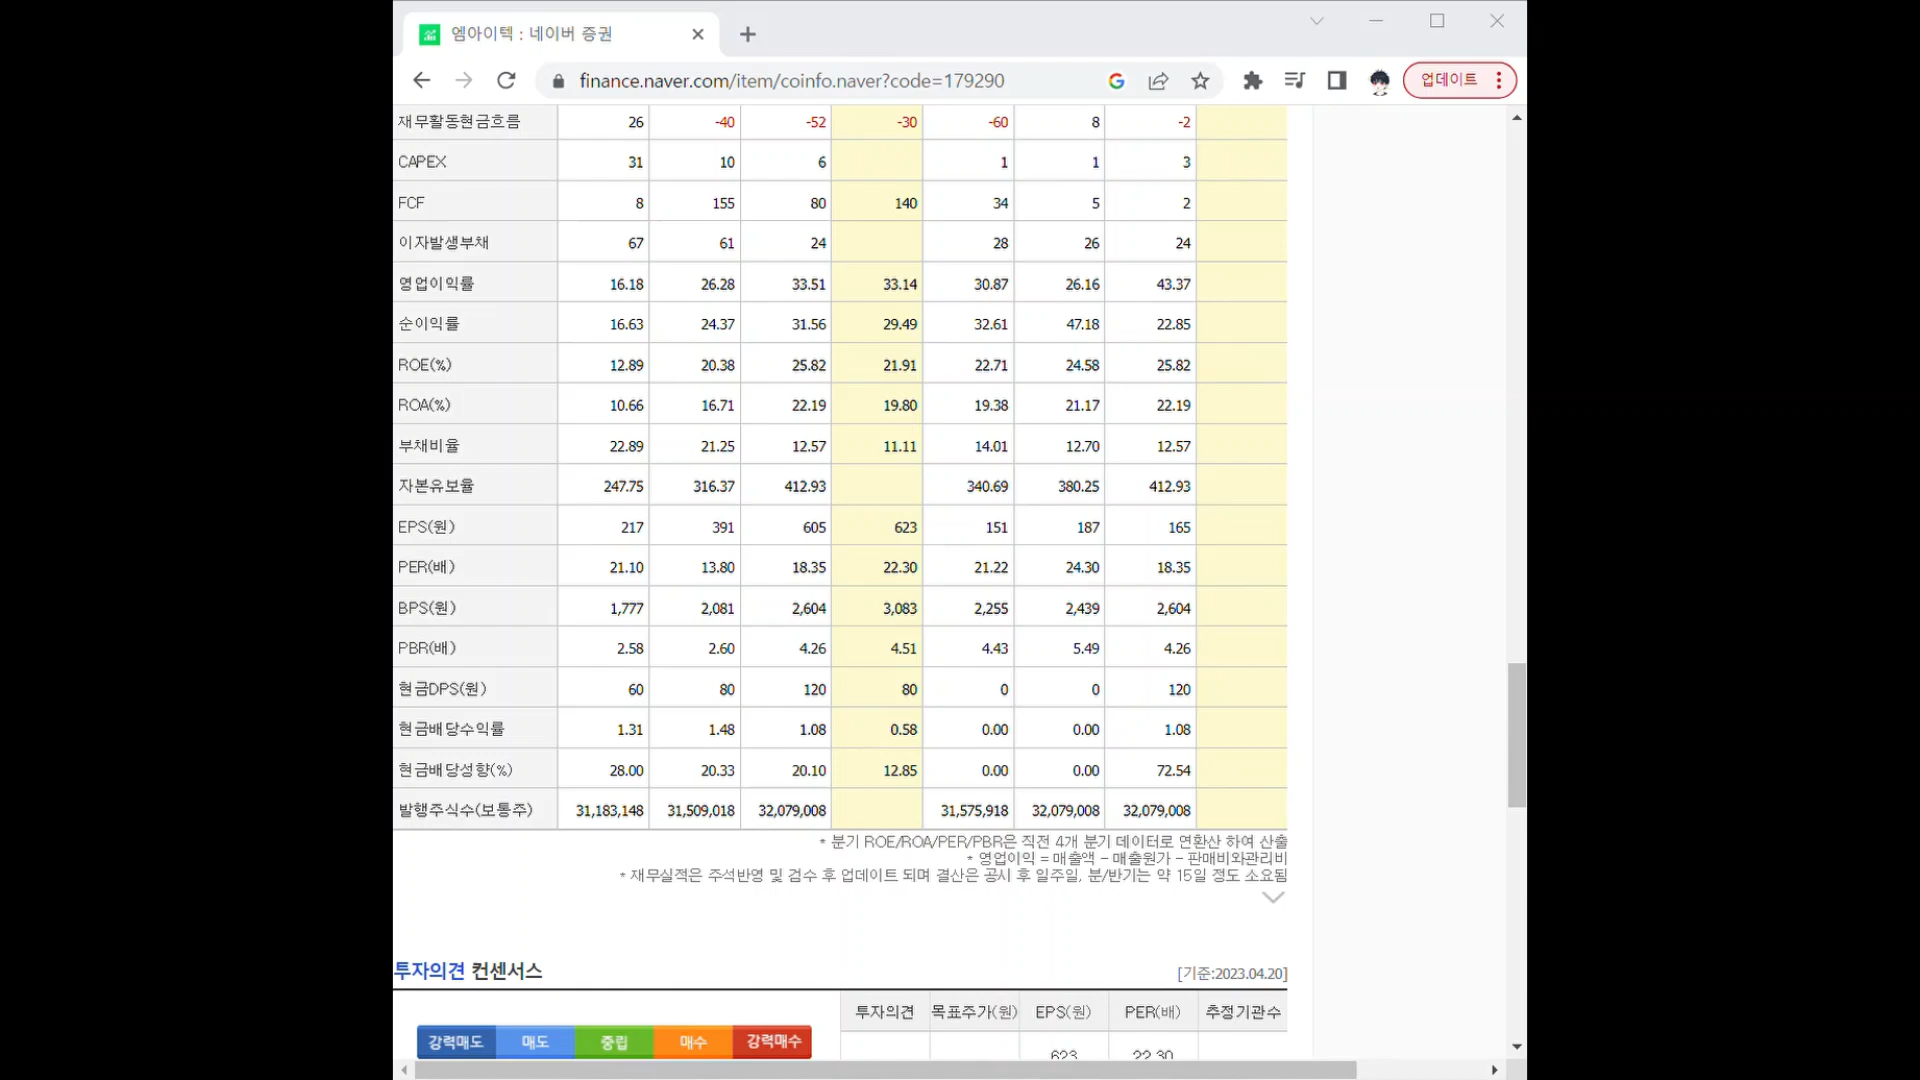 엠아이텍 : 네이버 증권
finance.naver.com/item/coinfo.naver?code=179290
업데이트
재무활동현금흐름 26 -40 -52 -30 -60 8 -2
CAPEX 31 10 6 1 1 3
FCF 8 155 80 140 34 5 2
이자발생부채 67 61 24 28 26 24
영업이익률 16.18 26.28 33.51 33.14 30.87 26.16 43.37
순이익률 16.63 24.37 31.56 29.49 32.61 47.18 22.85
ROE(%) 12.89 20.38 25.82 21.91 22.71 24.58 25.82
ROA(%) 10.66 16.71 22.19 19.80 19.38 21.17 22.19
부채비율 22.89 21.25 12.57 11.11 14.01 12.70 12.57
자본유보율 247.75 316.37 412.93 340.69 380.25 412.93
EPS(원) 217 391 605 623 151 187 165
PER(배) 21.10 13.80 18.35 22.30 21.22 24.30 18.35
BPS(원) 1,777 2,081 2,604 3,083 2,255 2,439 2,604
PBR(배) 2.58 2.60 4.26 4.51 4.43 5.49 4.26
현금DPS(원) 60 80 120 80 0 0 120
현금배당수익률 1.31 1.48 1.08 0.58 0.00 0.00 1.08
현금배당성향(%) 28.00 20.33 20.10 12.85 0.00 0.00 72.54
발행주식수(보통주) 31,183,148 31,509,018 32,079,008 31,575,918 32,079,008 32,079,008
* 분기 ROE/ROA/PER/PBR은 직전 4개 분기 데이터로 연환산 하여 산출
* 영업이익 = 매출액 - 매출원가 - 판매비와관리비
* 재무실적은 주석반영 및 검수 후 업데이트 되며 결산은 공시 후 일주일, 분/반기는 약 15일 정도 소요됨
투자의견 컨센서스 [기준:2023.04.20]
투자의견 목표주가(원) EPS(원) PER(배) 추정기관수
강력매도 매도 중립 매수 강력매수
623 22.30